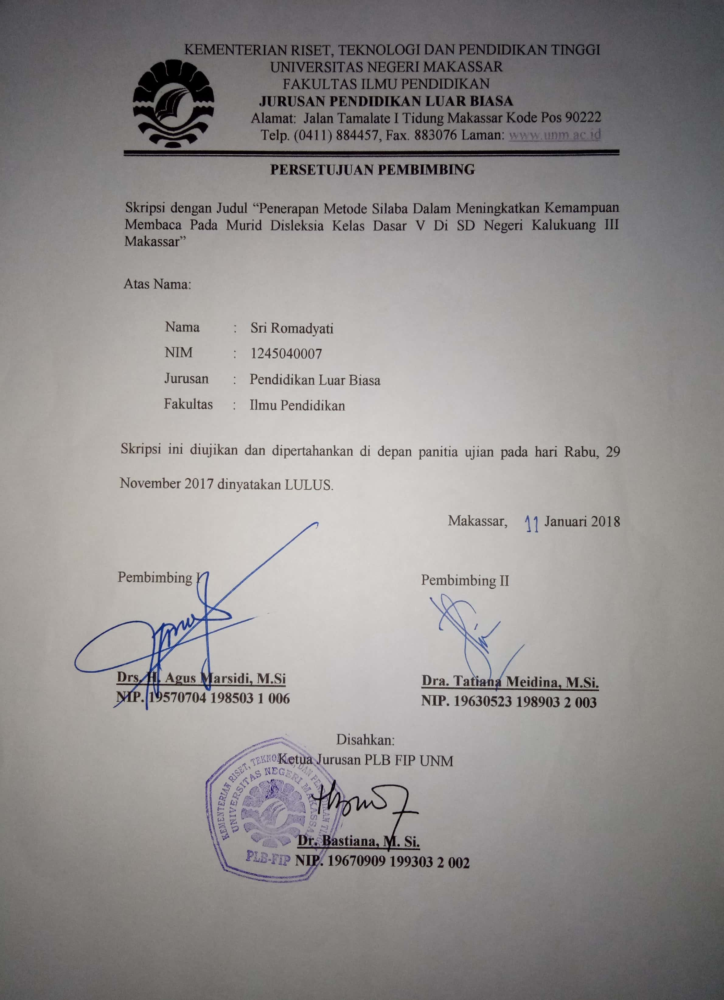 KEMENTERIAN RISET, TEKNOLOGI DAN PENDIDIKAN TINGGI
UNIVERSITAS NEGERI MAKASSAR
FAKULTAS ILMU PENDIDIKAN
JURUSAN PENDIDIKAN LUAR BIASA
Alamat: Jalan Tamalate I Tidung Makassar Kode Pos 90222
Telp. (0411) 884457, Fax. 883076 Laman: www.unm.ac.id
PERSETUJUAN PEMBIMBING
Skripsi dengan Judul “Penerapan Metode Silaba Dalam Meningkatkan Kemampuan
Membaca Pada Murid Disleksia Kelas Dasar V Di SD Negeri Kalukuang III
Makassar”
Atas Nama:
Nama : Sri Romadyati
NIM : 1245040007
Jurusan : Pendidikan Luar Biasa
Fakultas : Ilmu Pendidikan
Skripsi ini diujikan dan dipertahankan di depan panitia ujian pada hari Rabu, 29
November 2017 dinyatakan LULUS.
Makassar, 11 Januari 2018
Pembimbing I Pembimbing II
Drs. H. Agus Marsidi, M.Si Dra. Tatiana Meidina, M.Si.
NIP. 19570704 198503 1 006 NIP. 19630523 198903 2 003
Disahkan:
Ketua Jurusan PLB FIP UNM
KEMENTERIAN RISET, TEKNOLOGI, DAN PENDIDIKAN TINGGI
UNIVERSITAS NEGERI MAKASSAR
PLB-FIP
Dr. Bastiana, M. Si.
NIP. 19670909 199303 2 002